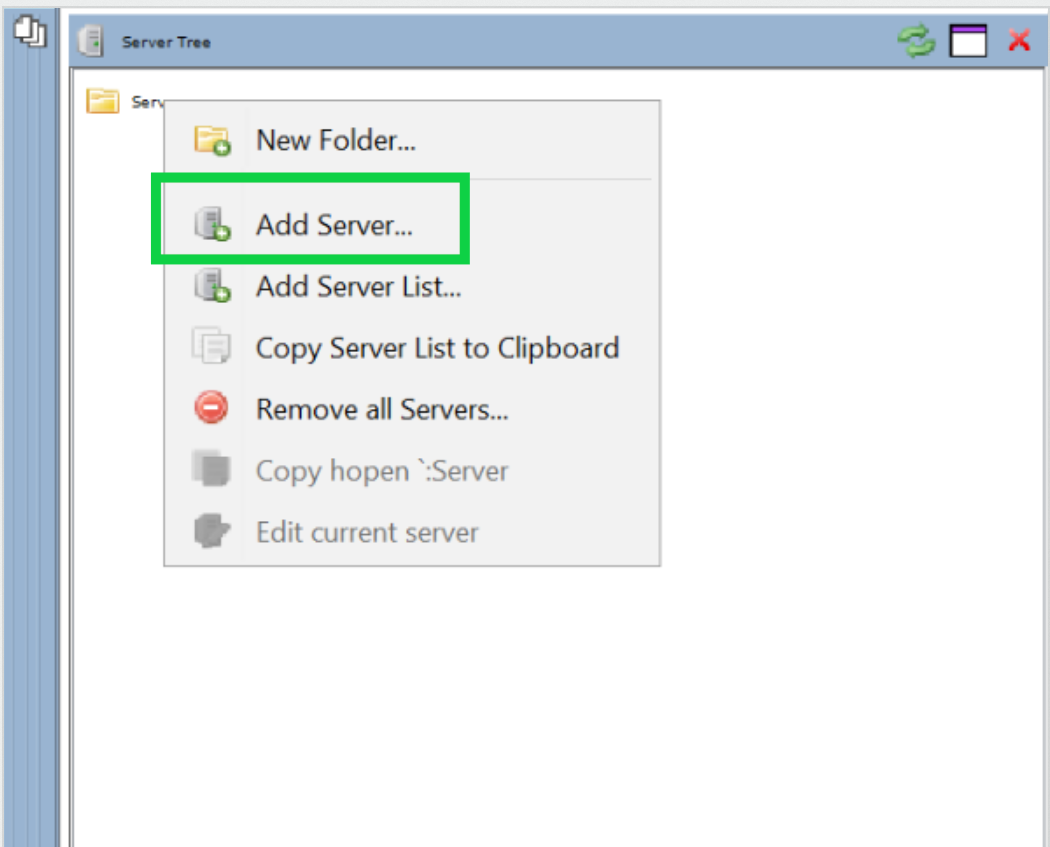 Server Tree
New Folder...
Add Server...
Add Server List...
Copy Server List to Clipboard
Remove all Servers...
Copy hopen `:Server
Edit current server